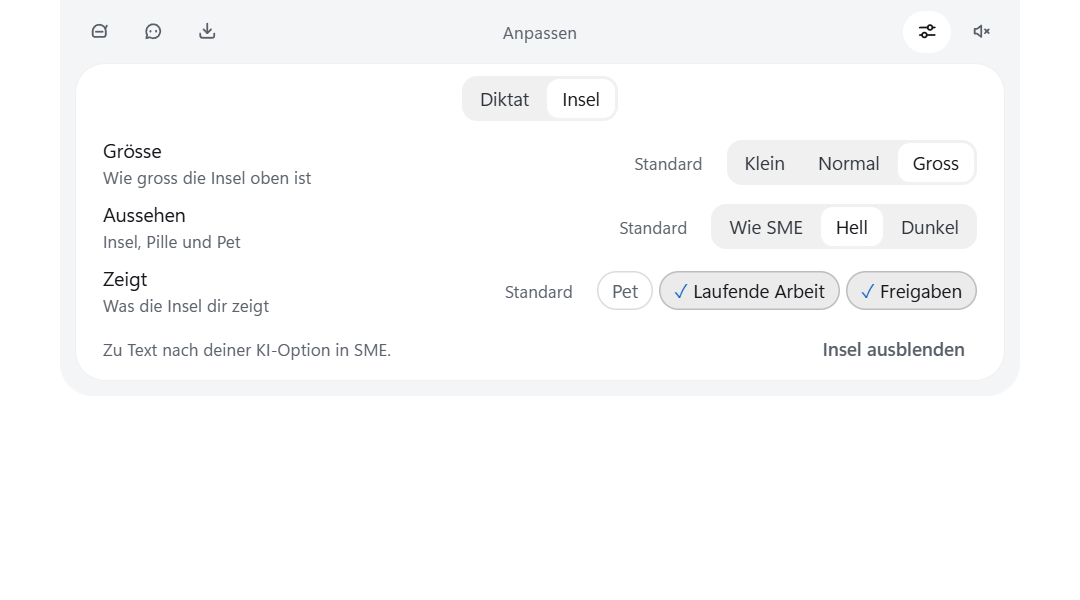 Anpassen
Diktat Insel
Grösse
Wie gross die Insel oben ist
Standard Klein Normal Gross
Aussehen
Insel, Pille und Pet
Standard Wie SME Hell Dunkel
Zeigt
Was die Insel dir zeigt
Standard Pet ✓ Laufende Arbeit ✓ Freigaben
Zu Text nach deiner KI-Option in SME. Insel ausblenden